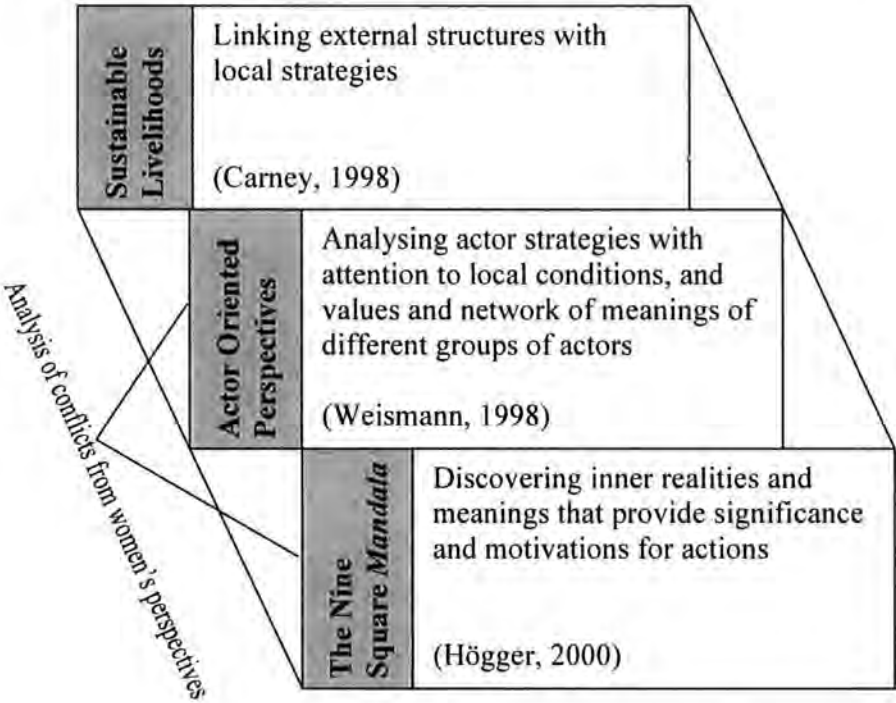 Sustainable
Livelihoods
Linking external structures with
local strategies
(Carney, 1998)
Actor Oriented
Perspectives
Analysing actor strategies with
attention to local conditions, and
values and network of meanings of
different groups of actors
(Weismann, 1998)
The Nine
Square Mandala
Discovering inner realities and
meanings that provide significance
and motivations for actions
(Högger, 2000)
Analysis of conflicts from women's perspectives